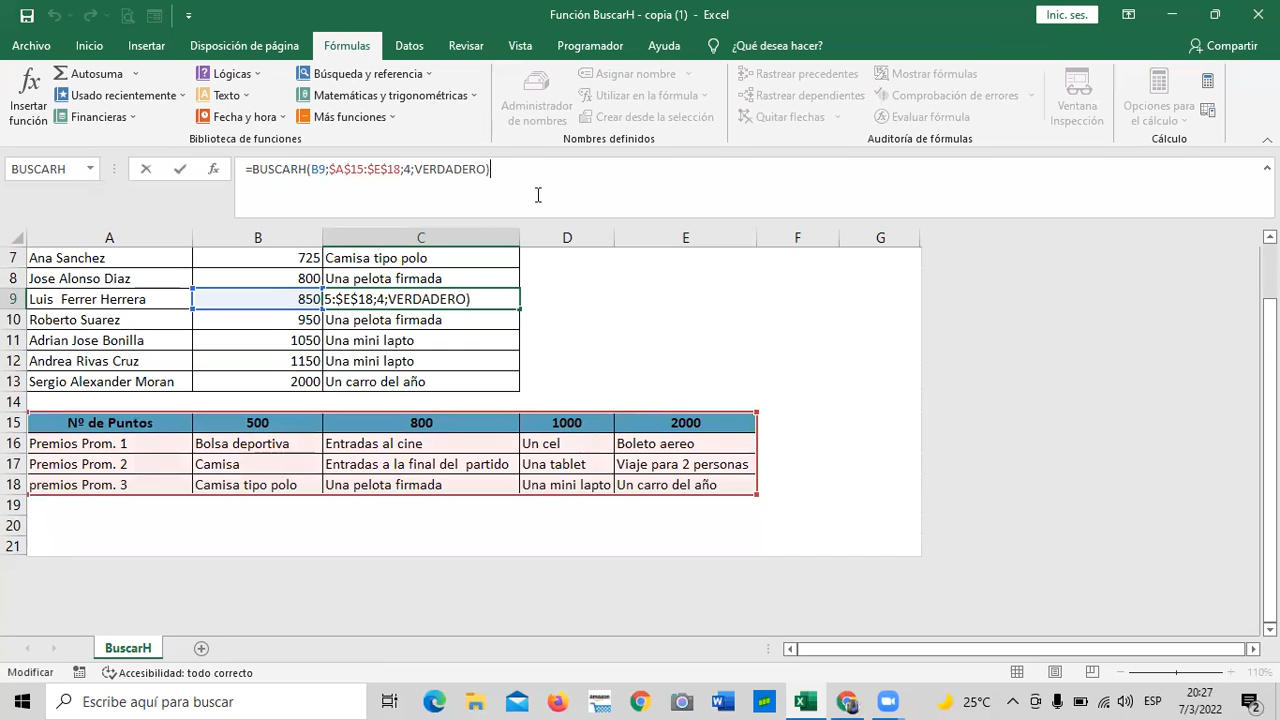 Función BuscarH - copia (1) - Excel
Inic. ses.
Archivo Inicio Insertar Disposición de página Fórmulas Datos Revisar Vista Programador Ayuda ¿Qué desea hacer? Compartir
fx Insertar función
Autosuma
Usado recientemente
Financieras
Lógicas
Texto
Fecha y hora
Búsqueda y referencia
Matemáticas y trigonométricas
Más funciones
Biblioteca de funciones
Administrador de nombres
Asignar nombre
Utilizar en la fórmula
Crear desde la selección
Nombres definidos
Rastrear precedentes
Rastrear dependientes
Quitar flechas
Mostrar fórmulas
Comprobación de errores
Evaluar fórmula
Auditoría de fórmulas
Ventana Inspección
Opciones para el cálculo
Cálculo
BUSCARH fx =BUSCARH(B9;$A$15:$E$18;4;VERDADERO)
A B C D E F G
7 Ana Sanchez 725 Camisa tipo polo
8 Jose Alonso Diaz 800 Una pelota firmada
9 Luis Ferrer Herrera 850 5:$E$18;4;VERDADERO)
10 Roberto Suarez 950 Una pelota firmada
11 Adrian Jose Bonilla 1050 Una mini lapto
12 Andrea Rivas Cruz 1150 Una mini lapto
13 Sergio Alexander Moran 2000 Un carro del año
14
15 Nº de Puntos 500 800 1000 2000
16 Premios Prom. 1 Bolsa deportiva Entradas al cine Un cel Boleto aereo
17 Premios Prom. 2 Camisa Entradas a la final del partido Una tablet Viaje para 2 personas
18 premios Prom. 3 Camisa tipo polo Una pelota firmada Una mini lapto Un carro del año
19
20
21
BuscarH
Modificar Accesibilidad: todo correcto 110%
Escribe aquí para buscar 25°C ESP 20:27
7/3/2022 2